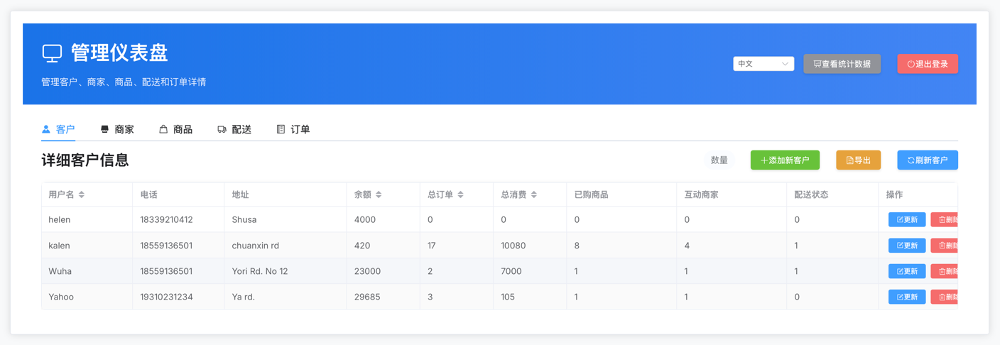 管理仪表盘
管理客户、商家、商品、配送和订单详情
中文 查看统计数据 退出登录
客户 商家 商品 配送 订单
详细客户信息 数量 添加新客户 导出 刷新客户
用户名 电话 地址 余额 总订单 总消费 已购商品 互动商家 配送状态 操作
helen 18339210412 Shusa 4000 0 0 0 0 0 更新 删除
kalen 18559136501 chuanxin rd 420 17 10080 8 4 1 更新 删除
Wuha 18559136501 Yori Rd. No 12 23000 2 7000 1 1 1 更新 删除
Yahoo 19310231234 Ya rd. 29685 3 105 1 1 0 更新 删除